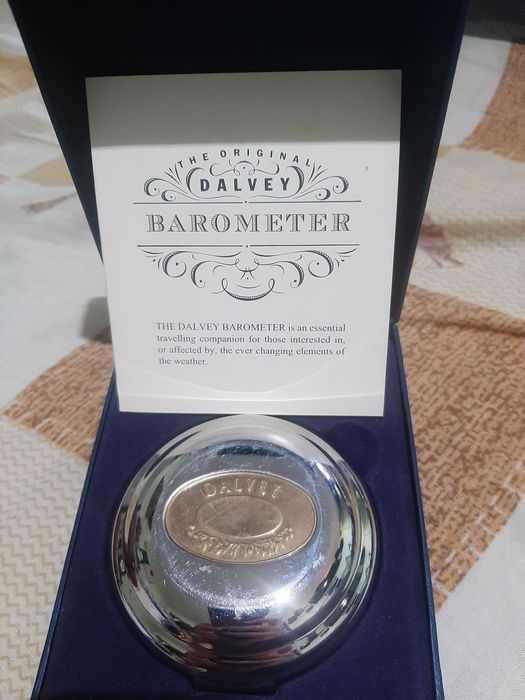 THE ORIGINAL
DALVEY
BAROMETER
THE DALVEY BAROMETER is an essential
travelling companion for those interested in,
or affected by, the ever changing elements of
the weather.
DALVEY